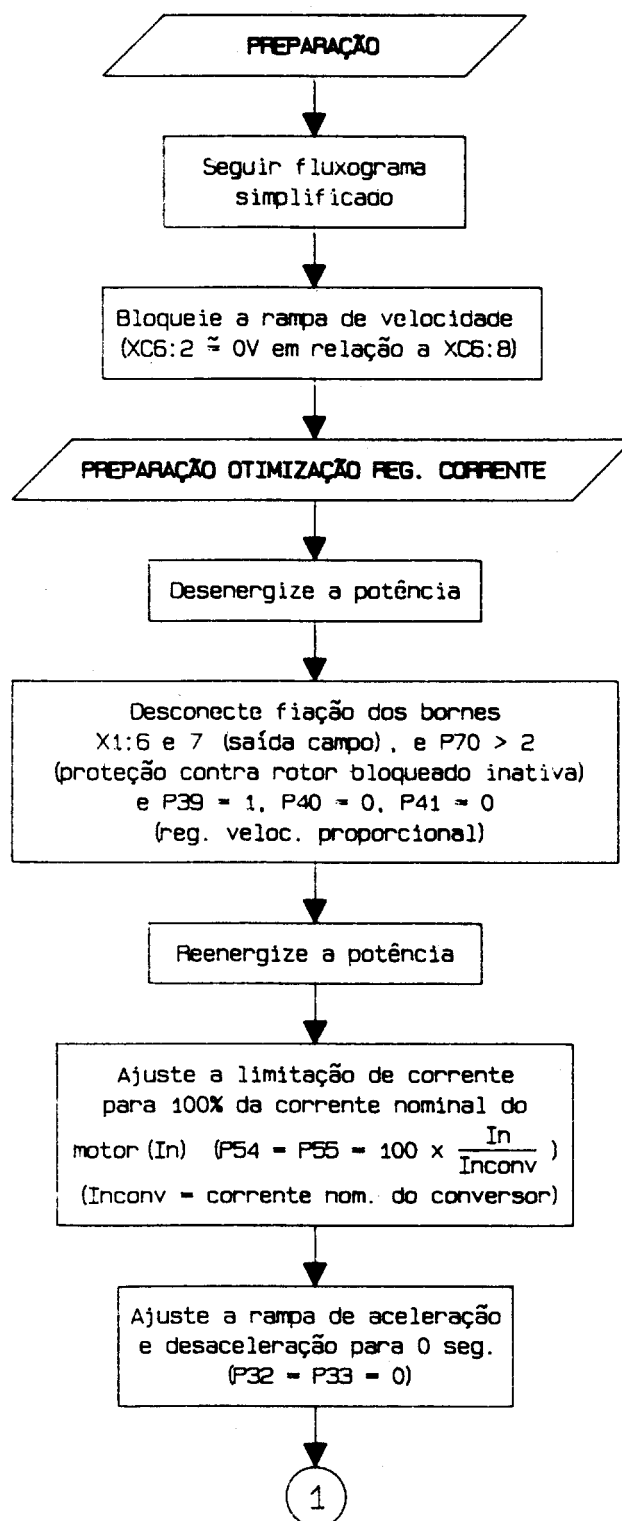 PREPARAÇÃO
Seguir fluxograma
simplificado
Bloqueie a rampa de velocidade
(XC6:2 ≅ 0V em relação a XC6:8)
PREPARAÇÃO OTIMIZAÇÃO REG. CORRENTE
Desenergize a potência
Desconecte fiação dos bornes
X1:6 e 7 (saída campo), e P70 > 2
(proteção contra rotor bloqueado inativa)
e P39 = 1, P40 = 0, P41 = 0
(reg. veloc. proporcional)
Reenergize a potência
Ajuste a limitação de corrente
para 100% da corrente nominal do
motor (In) (P54 = P55 = 100 x In/Inconv)
(Inconv = corrente nom. do conversor)
Ajuste a rampa de aceleração
e desaceleração para 0 seg.
(P32 = P33 = 0)
1